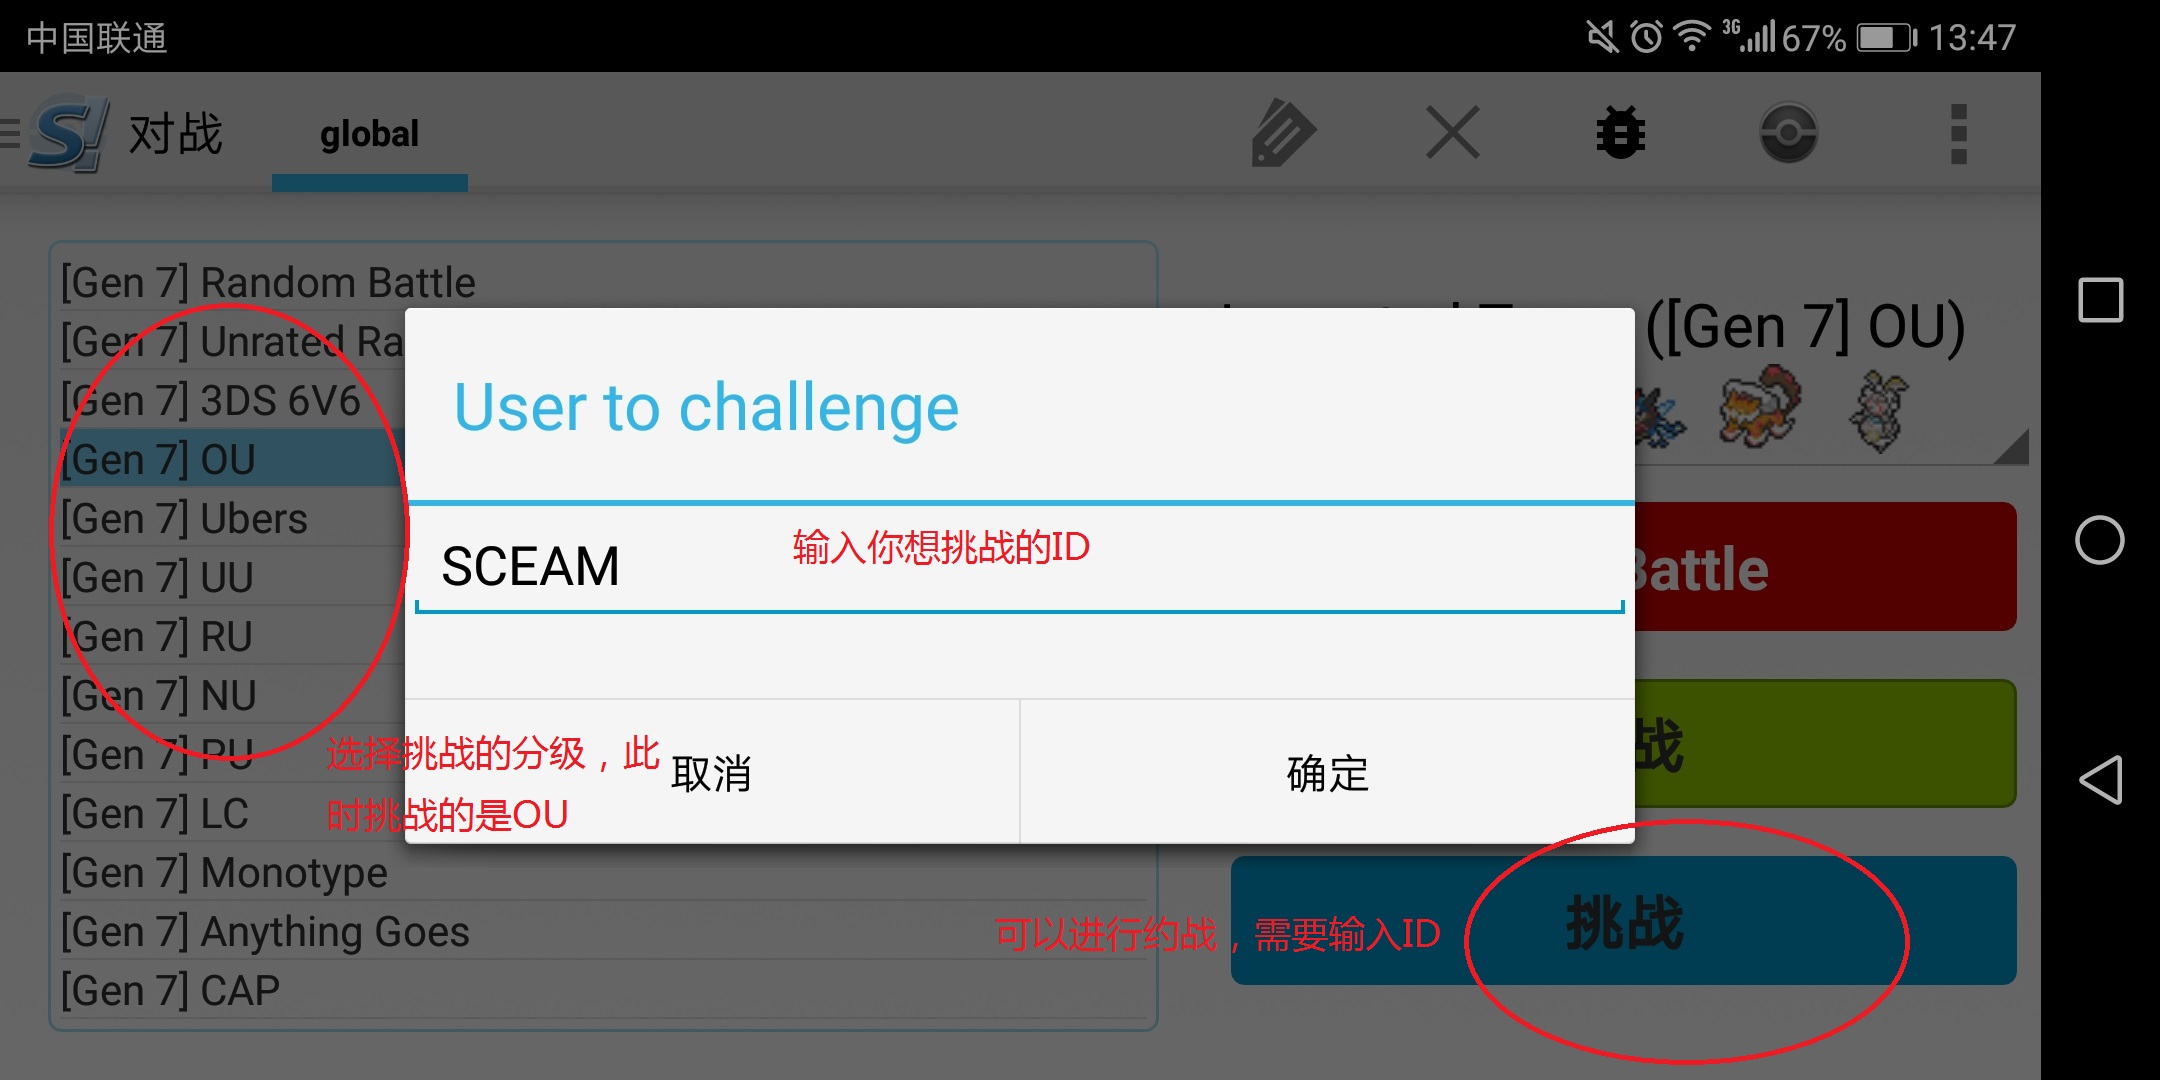 中国联通
3G
67%
13:47
S!
对战
global
[Gen 7] Random Battle
[Gen 7] Unrated Ra
[Gen 7] 3DS 6V6
[Gen 7] OU
[Gen 7] Ubers
[Gen 7] UU
[Gen 7] RU
[Gen 7] NU
[Gen 7] PU
[Gen 7] LC
[Gen 7] Monotype
[Gen 7] Anything Goes
[Gen 7] CAP
([Gen 7] OU)
User to challenge
SCEAM
输入你想挑战的ID
选择挑战的分级，此
时挑战的是OU
取消
确定
Battle
战
可以进行约战，需要输入ID
挑战